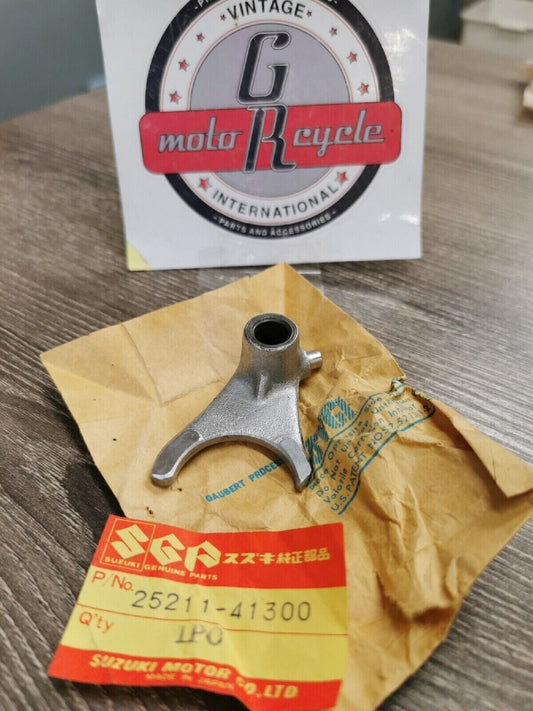 VINTAGE
G
moto R cycle
INTERNATIONAL
- PARTS AND ACCESSORIES -
GAUBERT PROCESS
SGP スズキ純正部品
SUZUKI GENUINE PARTS
P/No. 25211-41300
Q'ty 1PC
SUZUKI MOTOR CO.,LTD
MADE IN JAPAN